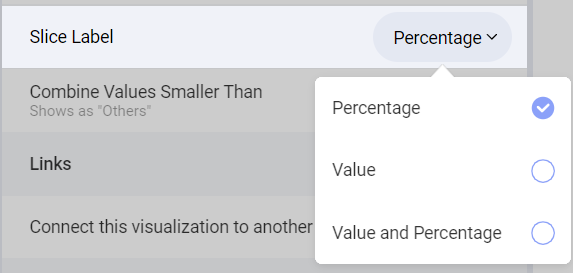 Slice Label
Percentage
Combine Values Smaller Than
Shows as "Others"
Percentage
Links
Value
Connect this visualization to another
Value and Percentage